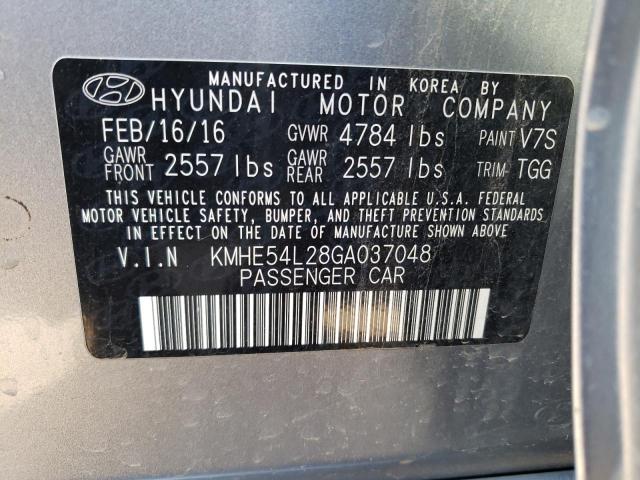 MANUFACTURED IN KOREA BY
HYUNDAI MOTOR COMPANY
FEB/16/16 GVWR 4784 lbs PAINT V7S
GAWR FRONT 2557 lbs GAWR REAR 2557 lbs TRIM- TGG
THIS VEHICLE CONFORMS TO ALL APPLICABLE U.S.A. FEDERAL
MOTOR VEHICLE SAFETY, BUMPER, AND THEFT PREVENTION STANDARDS
IN EFFECT ON THE DATE OF MANUFACTURE SHOWN ABOVE.
V.I.N KMHE54L28GA037048
PASSENGER CAR